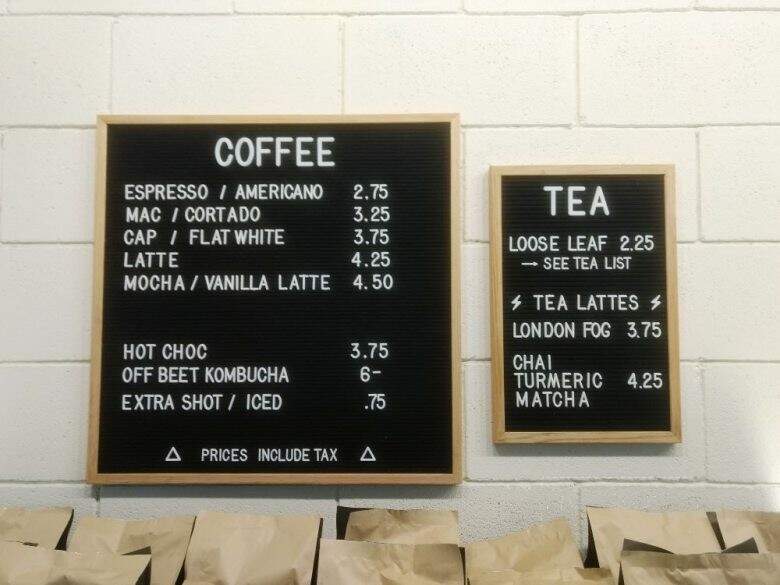 COFFEE
ESPRESSO / AMERICANO 2.75
MAC / CORTADO 3.25
CAP / FLAT WHITE 3.75
LATTE 4.25
MOCHA / VANILLA LATTE 4.50
HOT CHOC 3.75
OFF BEET KOMBUCHA 6-
EXTRA SHOT / ICED .75
△ PRICES INCLUDE TAX △
TEA
LOOSE LEAF 2.25
→ SEE TEA LIST
⚡ TEA LATTES ⚡
LONDON FOG 3.75
CHAI
TURMERIC 4.25
MATCHA